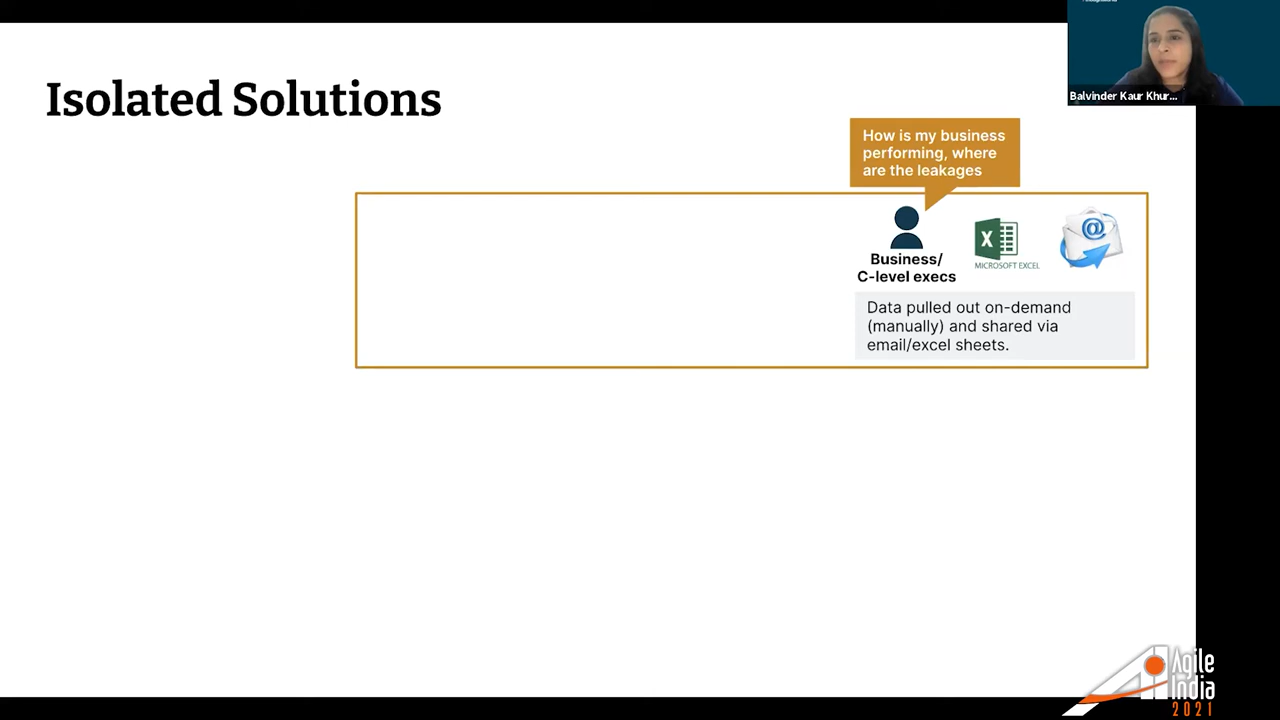 Isolated Solutions
Balvinder Kaur Khur...
How is my business
performing, where
are the leakages
X
MICROSOFT EXCEL
@
Business/
C-level execs
Data pulled out on-demand
(manually) and shared via
email/excel sheets.
Agile
India
2021